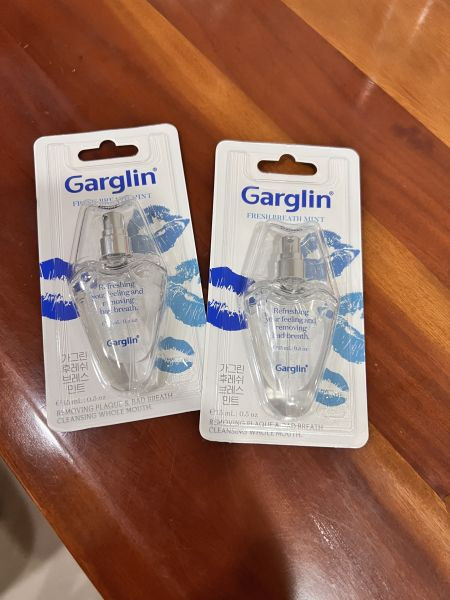 Garglin®
FRESH BREATH MINT
Refreshing
your feeling and
removing
bad breath.
Garglin®
가그린
후레쉬
브레스
민트
℮15 mL / 0.5 oz
REMOVING PLAQUE & BAD BREATH
CLEANSING WHOLE MOUTH.
Garglin®
FRESH BREATH MINT
Refreshing
your feeling and
removing
bad breath.
Garglin®
가그린
후레쉬
브레스
민트
℮15 mL / 0.5 oz
REMOVING PLAQUE & BAD BREATH
CLEANSING WHOLE MOUTH.